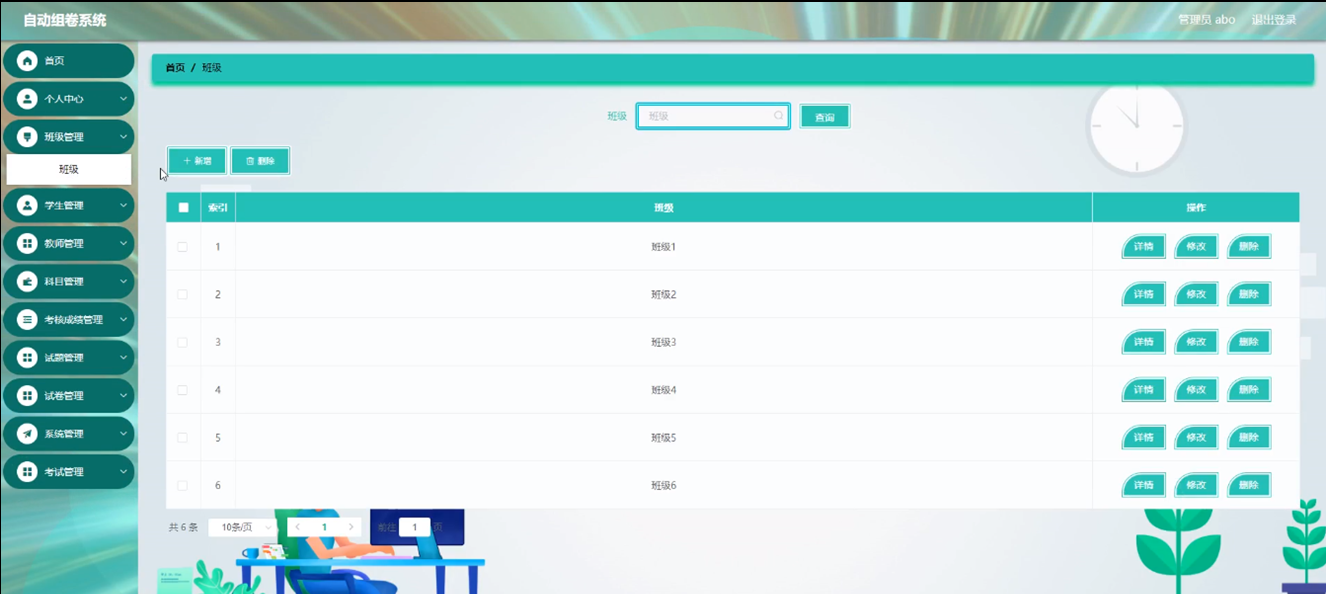 自动组卷系统
管理员 abo 退出登录
首页
个人中心
班级管理
班级
学生管理
教师管理
科目管理
考核成绩管理
试题管理
试卷管理
系统管理
考试管理
首页 / 班级
班级 班级 查询
+ 新增 删除
索引 班级 操作
1 班级1 详情 修改 删除
2 班级2 详情 修改 删除
3 班级3 详情 修改 删除
4 班级4 详情 修改 删除
5 班级5 详情 修改 删除
6 班级6 详情 修改 删除
共 6 条 10条/页 1 前往 1 页